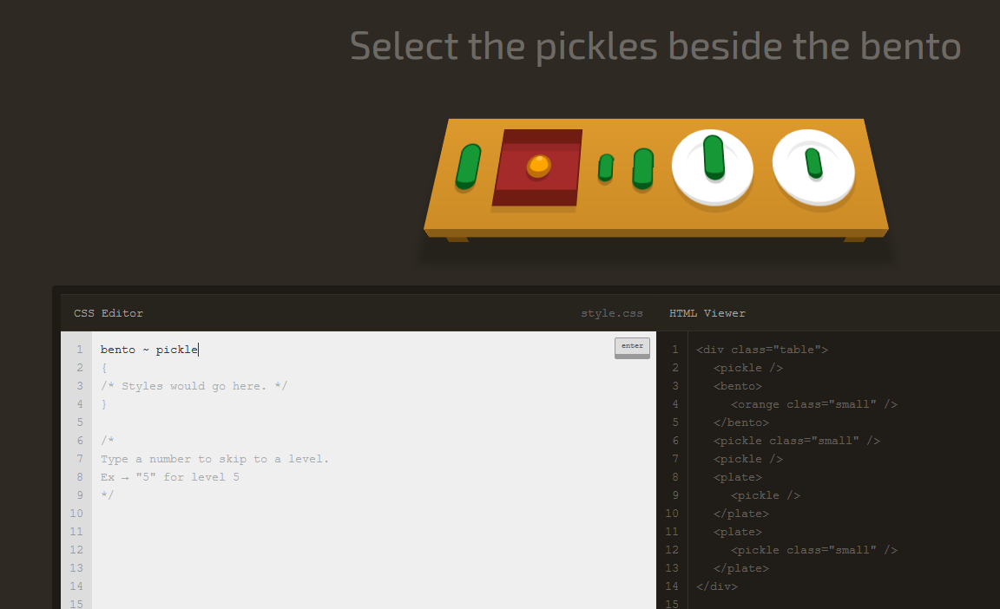 Select the pickles beside the bento
CSS Editor
style.css
HTML Viewer
1 bento ~ pickle
enter
2 {
3 /* Styles would go here. */
4 }
5
6 /*
7 Type a number to skip to a level.
8 Ex → "5" for level 5
9 */
10
11
12
13
14
15
1 <div class="table">
2 <pickle />
3 <bento>
4 <orange class="small" />
5 </bento>
6 <pickle class="small" />
7 <pickle />
8 <plate>
9 <pickle />
10 </plate>
11 <plate>
12 <pickle class="small" />
13 </plate>
14 </div>
15